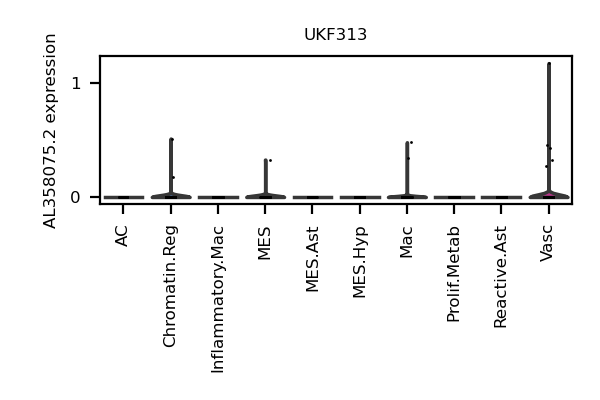 UKF313
AL358075.2 expression
1
0
AC
Chromatin.Reg
Inflammatory.Mac
MES
MES.Ast
MES.Hyp
Mac
Prolif.Metab
Reactive.Ast
Vasc